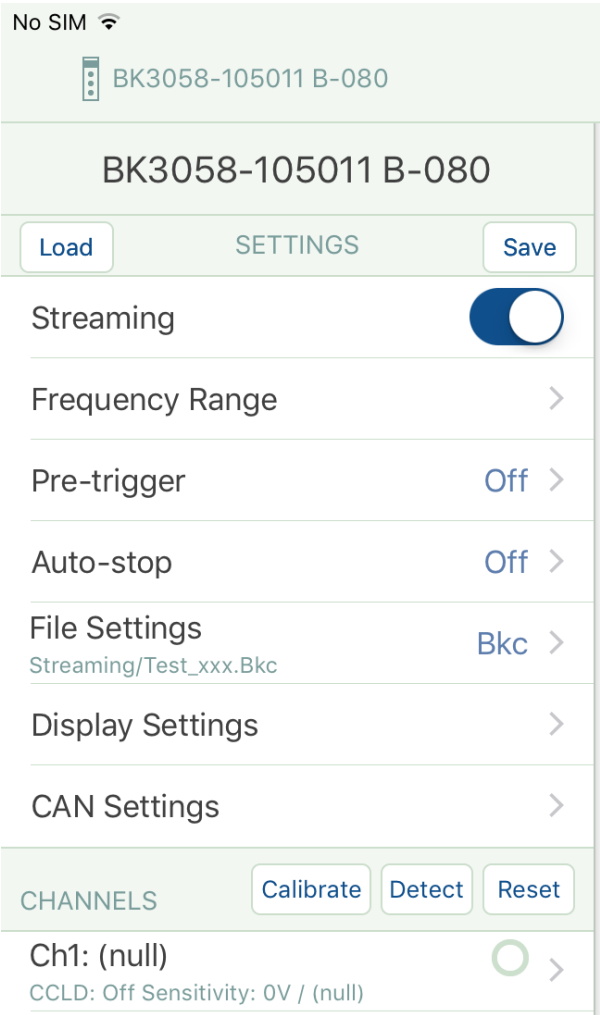 No SIM
BK3058-105011 B-080
BK3058-105011 B-080
Load SETTINGS Save
Streaming
Frequency Range
Pre-trigger Off
Auto-stop Off
File Settings Bkc
Streaming/Test_xxx.Bkc
Display Settings
CAN Settings
CHANNELS Calibrate Detect Reset
Ch1: (null)
CCLD: Off Sensitivity: 0V / (null)